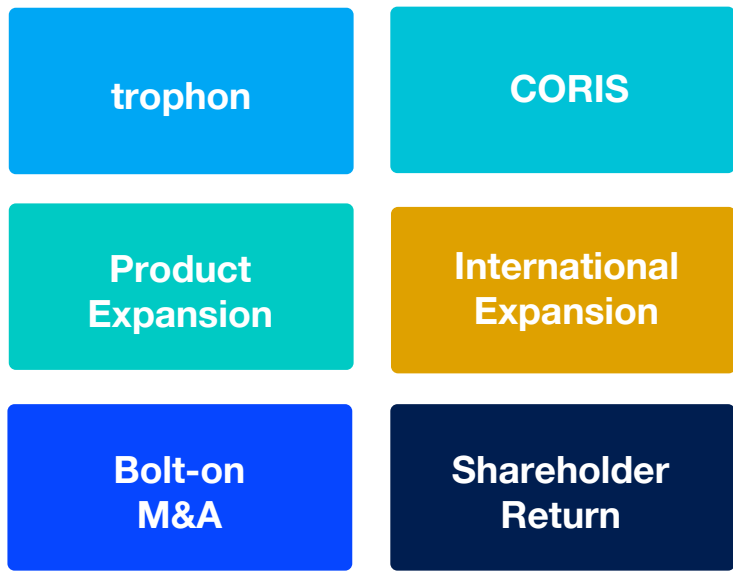 trophon
CORIS
Product
Expansion
International
Expansion
Bolt-on
M&A
Shareholder
Return